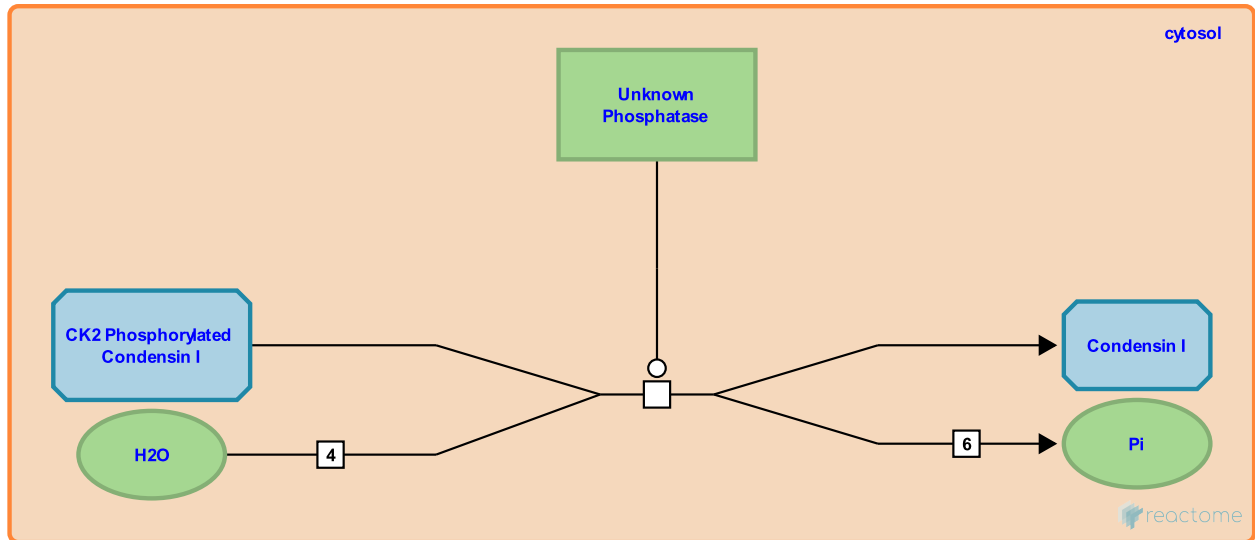 cytosol
Unknown
Phosphatase
CK2 Phosphorylated
Condensin I
Condensin I
H2O
4
6
Pi
reactome